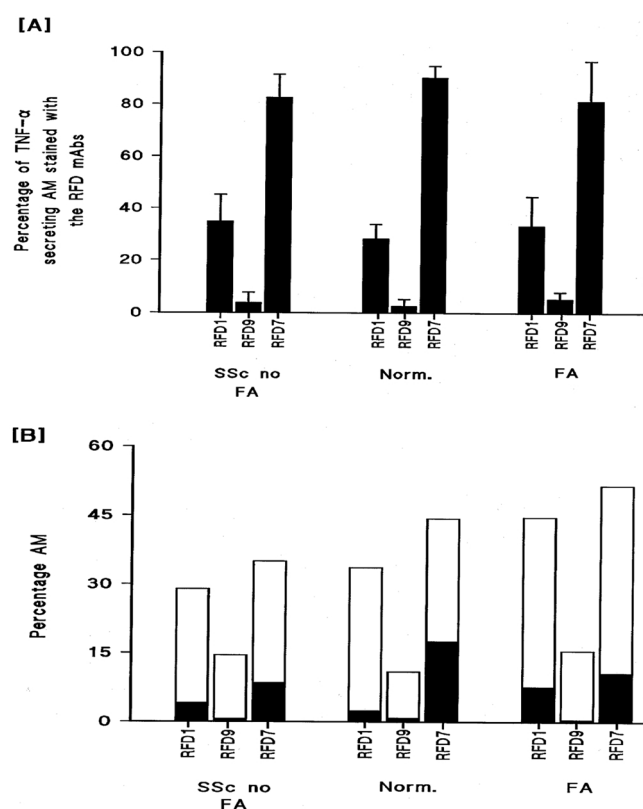 [A]
Percentage of TNF-α
secreting AM stained with
the RFD mAbs
100
80
60
40
20
0
RFD1 RFD9 RFD7 RFD1 RFD9 RFD7 RFD1 RFD9 RFD7
SSc no Norm. FA
FA
[B]
Percentage AM
60
45
30
15
0
RFD1 RFD9 RFD7 RFD1 RFD9 RFD7 RFD1 RFD9 RFD7
SSc no Norm. FA
FA